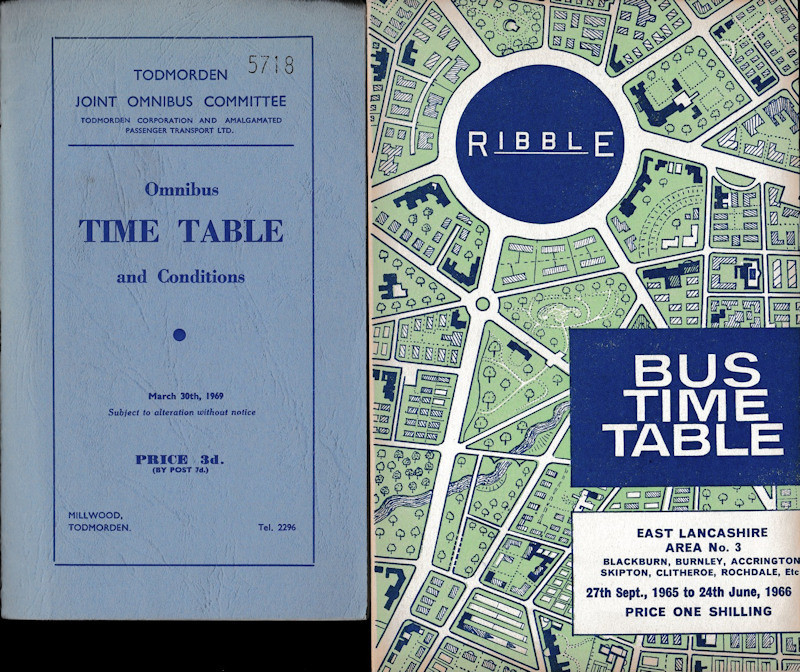 5718
TODMORDEN
JOINT OMNIBUS COMMITTEE
TODMORDEN CORPORATION AND AMALGAMATED
PASSENGER TRANSPORT LTD.
Omnibus
TIME TABLE
and Conditions
March 30th, 1969
Subject to alteration without notice
PRICE 3d.
(BY POST 7d.)
MILLWOOD,
TODMORDEN.
Tel. 2296
RIBBLE
BUS
TIME
TABLE
EAST LANCASHIRE
AREA No. 3
BLACKBURN, BURNLEY, ACCRINGTON
SKIPTON, CLITHEROE, ROCHDALE, Etc
27th Sept., 1965 to 24th June, 1966
PRICE ONE SHILLING